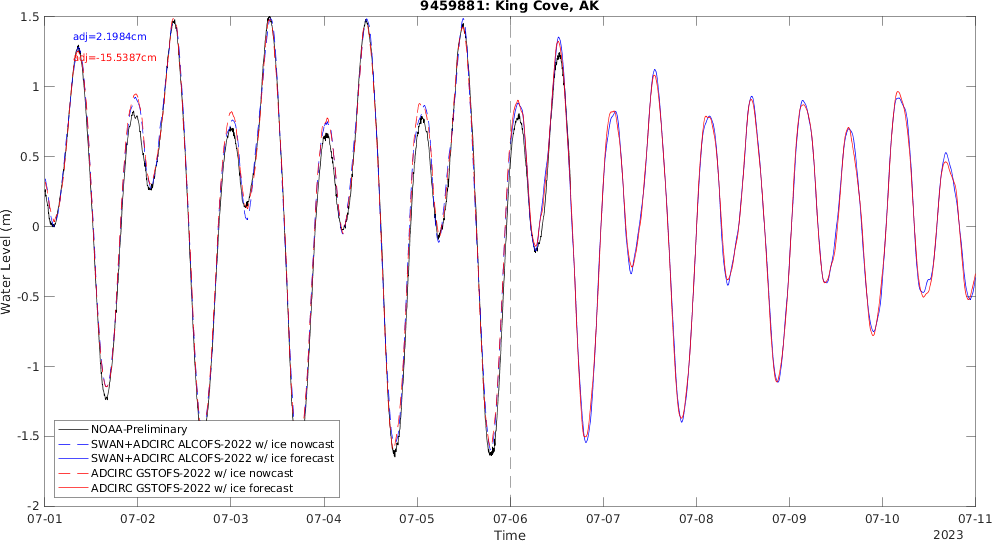 9459881: King Cove, AK
adj=2.1984cm
adj=-15.5387cm
1.5
1
0.5
0
-0.5
-1
-1.5
-2
Water Level (m)
NOAA-Preliminary
SWAN+ADCIRC ALCOFS-2022 w/ ice nowcast
SWAN+ADCIRC ALCOFS-2022 w/ ice forecast
ADCIRC GSTOFS-2022 w/ ice nowcast
ADCIRC GSTOFS-2022 w/ ice forecast
07-01 07-02 07-03 07-04 07-05 07-06 07-07 07-08 07-09 07-10 07-11
Time
2023